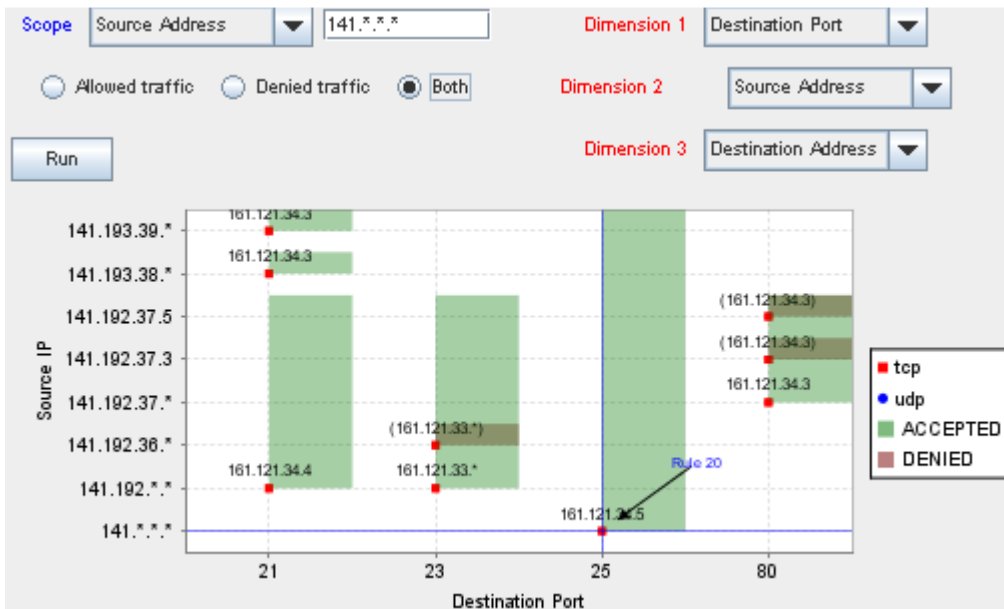 Scope Source Address 141.*.*.* Dimension 1 Destination Port
Allowed traffic Denied traffic Both Dimension 2 Source Address
Run Dimension 3 Destination Address
Source IP
141.193.39.*
141.193.38.*
141.192.37.5
141.192.37.3
141.192.37.*
141.192.36.*
141.192.*.*
141.*.*.*
161.121.34.3
161.121.34.3
(161.121.34.3)
(161.121.34.3)
161.121.34.3
(161.121.33.*)
161.121.34.4
161.121.33.*
Rule 20
161.121.34.5
21 23 25 80
Destination Port
tcp
udp
ACCEPTED
DENIED